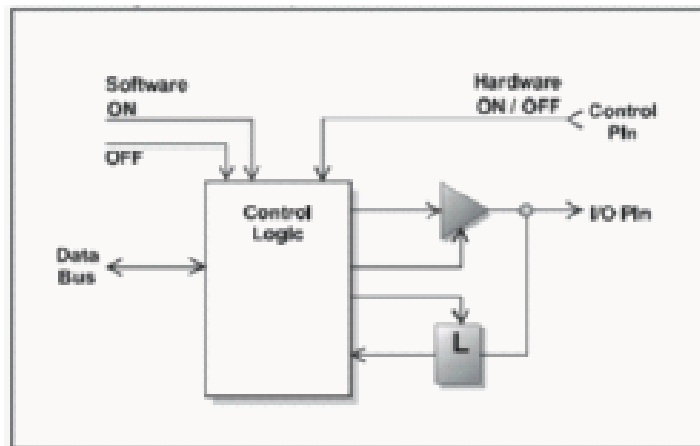 Software
ON
OFF
Hardware
ON / OFF
Control
Pin
Control
Logic
Data
Bus
I/O Pin
L